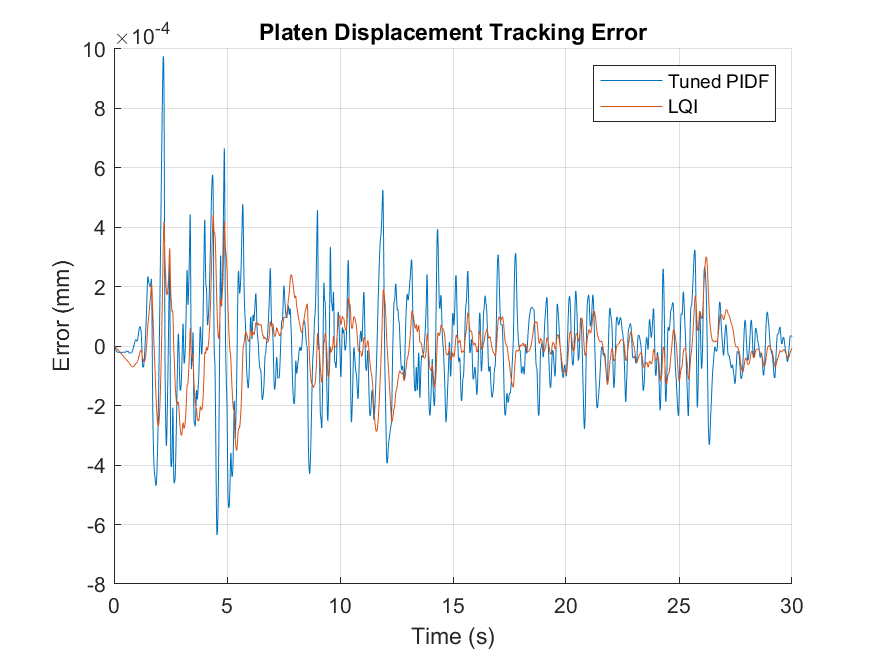 Platen Displacement Tracking Error
×10⁻⁴
10
8
6
4
2
0
-2
-4
-6
-8
Error (mm)
Tuned PIDF
LQI
0 5 10 15 20 25 30
Time (s)